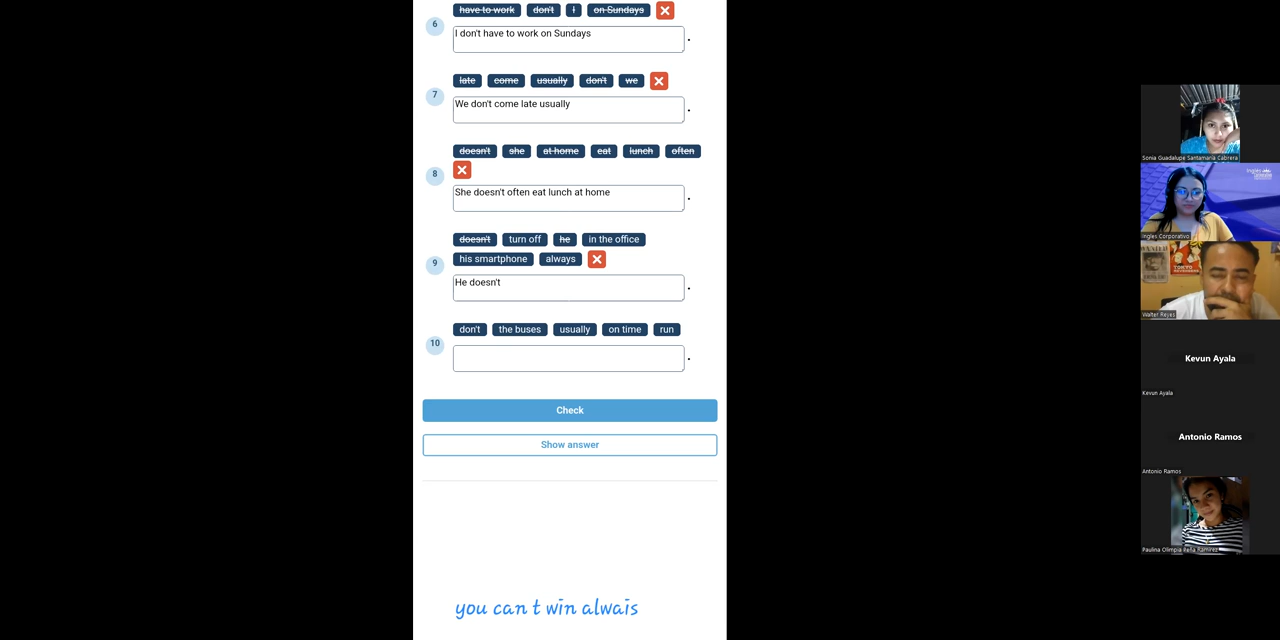 have to work don't I on Sundays
6
I don't have to work on Sundays
.
late come usually don't we
7
We don't come late usually
.
doesn't she at home eat lunch often
8
She doesn't often eat lunch at home
.
doesn't turn off he in the office
his smartphone always
9
He doesn't
.
don't the buses usually on time run
10
.
Check
Show answer
you can t win alwais
Sonia Guadalupe Santamaría Cabrera
Ingles Corporativo
TOKYO
Walter Rejes
Kevun Ayala
Kevun Ayala
Antonio Ramos
Antonio Ramos
Paulina Olimpia Peña Ramirez